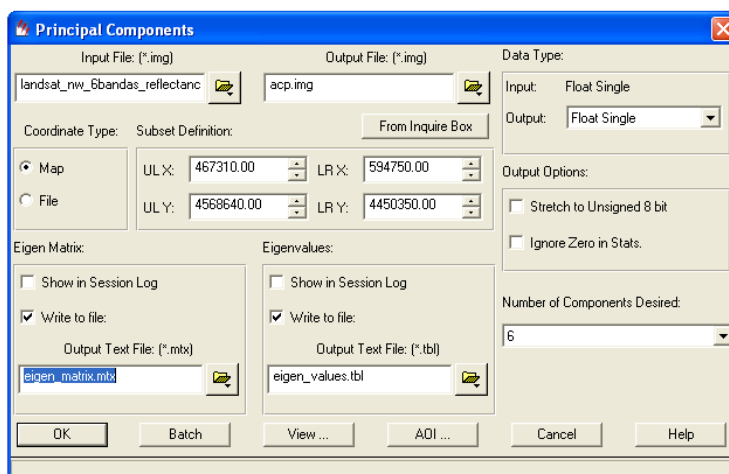 Principal Components
Input File: (*.img)
Output File: (*.img)
landsat_nw_6bandas_reflectanc
acp.img
Coordinate Type:
Subset Definition:
From Inquire Box
Map
File
UL X: 467310.00
LR X: 594750.00
UL Y: 4568640.00
LR Y: 4450350.00
Data Type:
Input: Float Single
Output: Float Single
Output Options:
Stretch to Unsigned 8 bit
Ignore Zero in Stats.
Eigen Matrix:
Show in Session Log
Write to file:
Output Text File: (*.mtx)
eigen_matrix.mtx
Eigenvalues:
Show in Session Log
Write to file:
Output Text File: (*.tbl)
eigen_values.tbl
Number of Components Desired:
6
OK
Batch
View ...
AOI ...
Cancel
Help